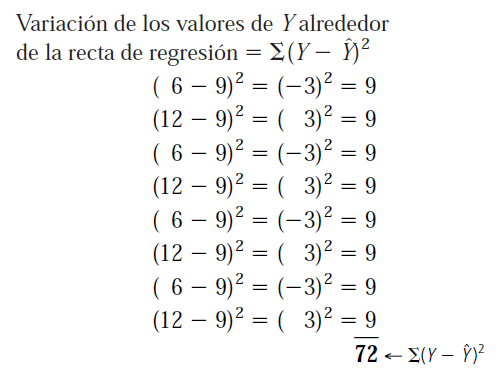 Variación de los valores de Y alrededor
de la recta de regresión = Σ(Y – Ŷ)²
( 6 – 9)² = (–3)² = 9
(12 – 9)² = ( 3)² = 9
( 6 – 9)² = (–3)² = 9
(12 – 9)² = ( 3)² = 9
( 6 – 9)² = (–3)² = 9
(12 – 9)² = ( 3)² = 9
( 6 – 9)² = (–3)² = 9
(12 – 9)² = ( 3)² = 9
72 ← Σ(Y – Ŷ)²